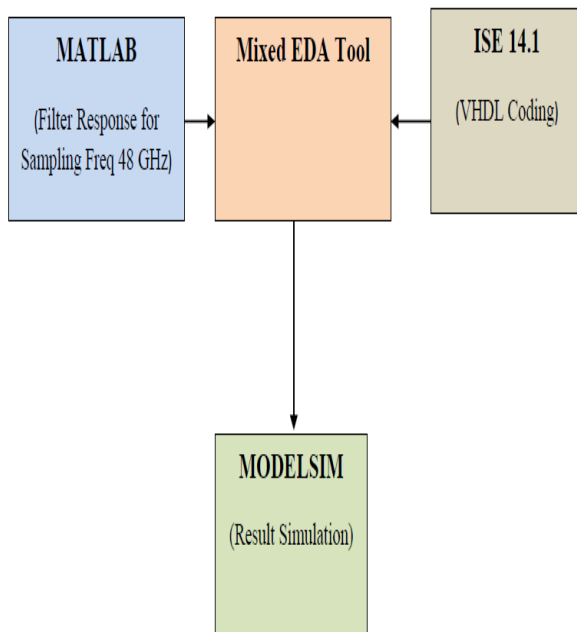 MATLAB
(Filter Response for
Sampling Freq 48 GHz)
Mixed EDA Tool
ISE 14.1
(VHDL Coding)
MODELSIM
(Result Simulation)